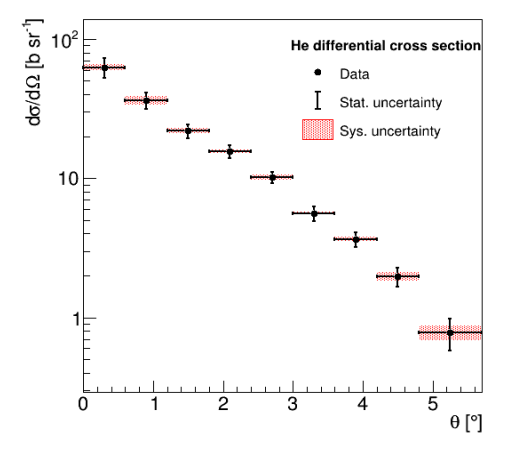 dσ/dΩ [b sr⁻¹]
10²
10
1
He differential cross section
Data
Stat. uncertainty
Sys. uncertainty
0 1 2 3 4 5
θ [°]